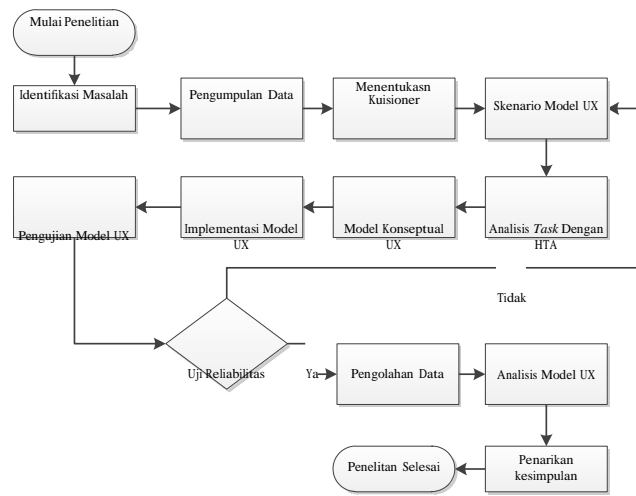 Mulai Penelitian
Identifikasi Masalah
Pengumpulan Data
Menentukasn
Kuisioner
Skenario Model UX
Analisis Task Dengan
HTA
Model Konseptual
UX
Implementasi Model
UX
Pengujian Model UX
Tidak
Uji Reliabilitas
Ya
Pengolahan Data
Analisis Model UX
Penarikan
kesimpulan
Penelitan Selesai